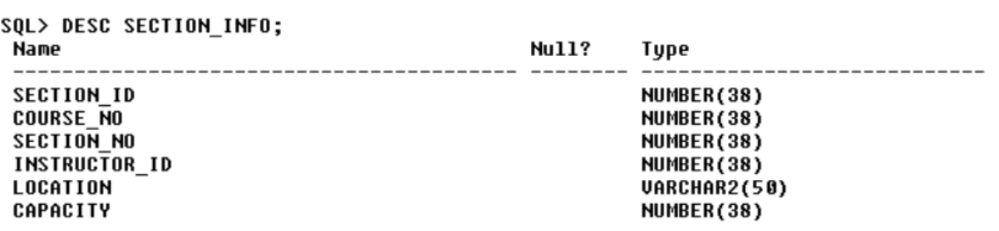 SQL> DESC SECTION_INFO;
Name Null? Type
----------------------------------------- -------- ----------------------------
SECTION_ID NUMBER(38)
COURSE_NO NUMBER(38)
SECTION_NO NUMBER(38)
INSTRUCTOR_ID NUMBER(38)
LOCATION VARCHAR2(50)
CAPACITY NUMBER(38)